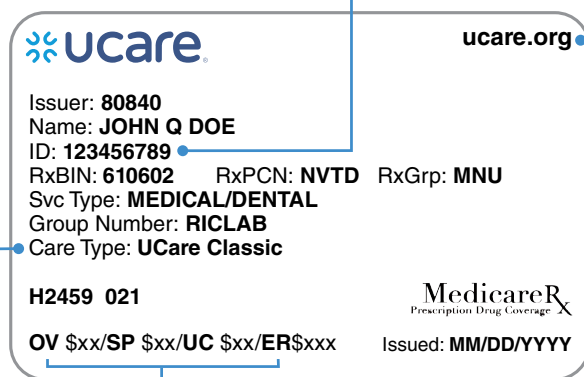 ucare®
ucare.org
Issuer: 80840
Name: JOHN Q DOE
ID: 123456789
RxBIN: 610602 RxPCN: NVTD RxGrp: MNU
Svc Type: MEDICAL/DENTAL
Group Number: RICLAB
Care Type: UCare Classic
H2459 021
MedicareRx
Prescription Drug Coverage
OV $xx/SP $xx/UC $xx/ER$xxx
Issued: MM/DD/YYYY